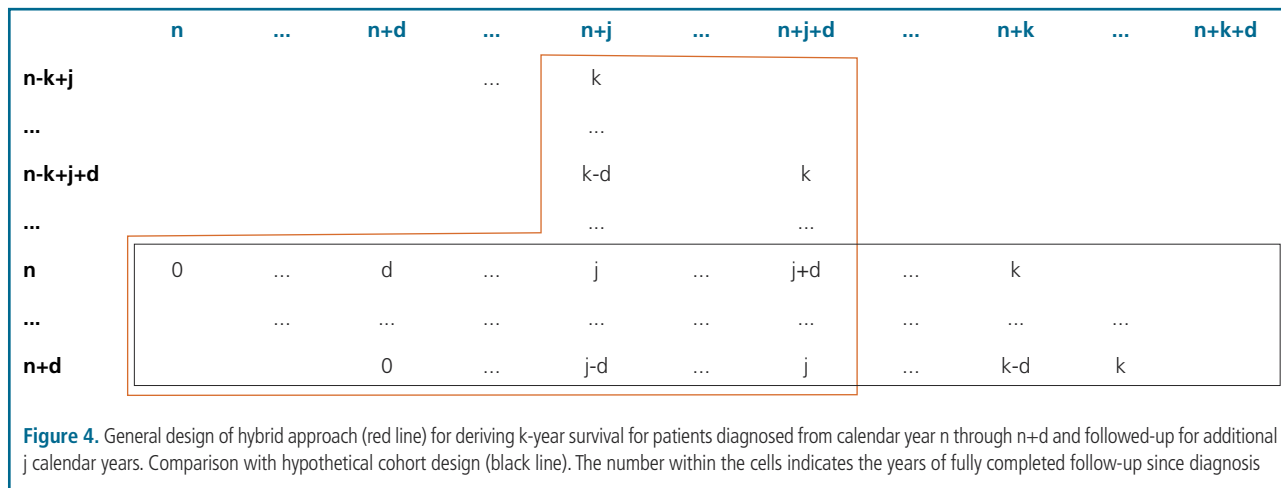 n ... n+d ... n+j ... n+j+d ... n+k ... n+k+d
n-k+j ... k
... ...
n-k+j+d k-d k
... ... ...
n 0 ... d ... j ... j+d ... k
... ... ... ... ... ... ... ... ... ...
n+d 0 ... j-d ... j ... k-d k
Figure 4. General design of hybrid approach (red line) for deriving k-year survival for patients diagnosed from calendar year n through n+d and followed-up for additional
j calendar years. Comparison with hypothetical cohort design (black line). The number within the cells indicates the years of fully completed follow-up since diagnosis